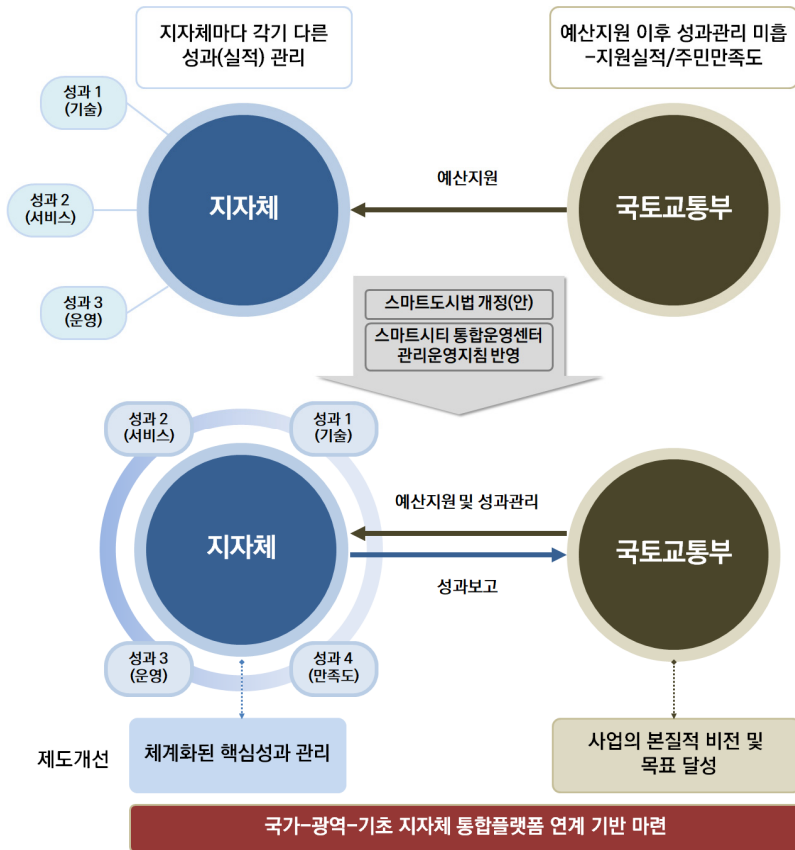 지자체마다 각기 다른
성과(실적) 관리
예산지원 이후 성과관리 미흡
-지원실적/주민만족도
성과 1
(기술)
성과 2
(서비스)
성과 3
(운영)
지자체
예산지원
국토교통부
스마트도시법 개정(안)
스마트시티 통합운영센터
관리운영지침 반영
성과 2
(서비스)
성과 1
(기술)
지자체
예산지원 및 성과관리
성과보고
국토교통부
성과 3
(운영)
성과 4
(만족도)
제도개선
체계화된 핵심성과 관리
사업의 본질적 비전 및
목표 달성
국가-광역-기초 지자체 통합플랫폼 연계 기반 마련